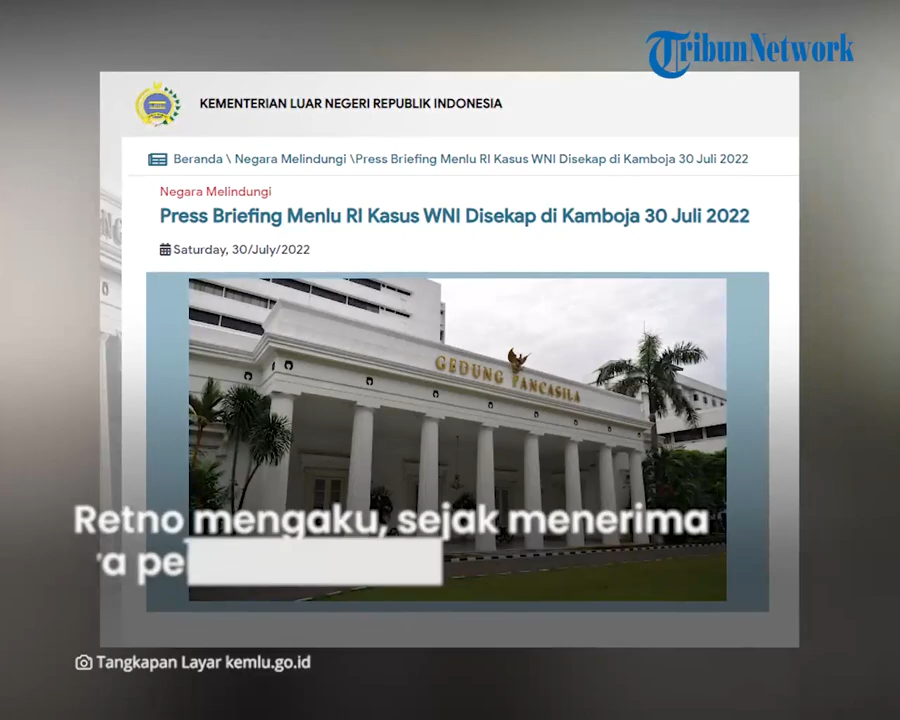 TribunNetwork
KEMENTERIAN LUAR NEGERI REPUBLIK INDONESIA
Beranda \ Negara Melindungi \Press Briefing Menlu RI Kasus WNI Disekap di Kamboja 30 Juli 2022
Negara Melindungi
Press Briefing Menlu RI Kasus WNI Disekap di Kamboja 30 Juli 2022
Saturday, 30/July/2022
GEDUNG PANCASILA
Retno mengaku, sejak menerima
Tangkapan Layar kemlu.go.id